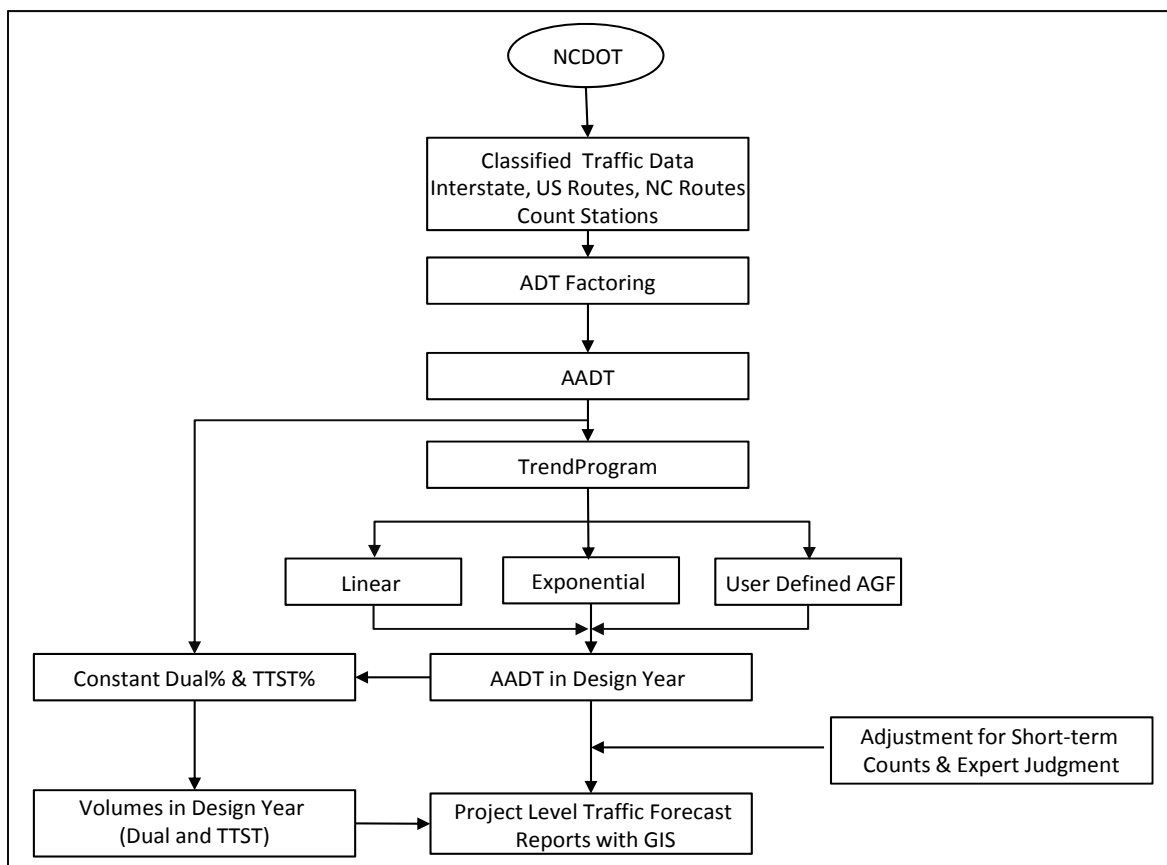 NCDOT
Classified Traffic Data
Interstate, US Routes, NC Routes
Count Stations
ADT Factoring
AADT
TrendProgram
Linear
Exponential
User Defined AGF
Constant Dual% & TTST%
AADT in Design Year
Adjustment for Short-term
Counts & Expert Judgment
Volumes in Design Year
(Dual and TTST)
Project Level Traffic Forecast
Reports with GIS